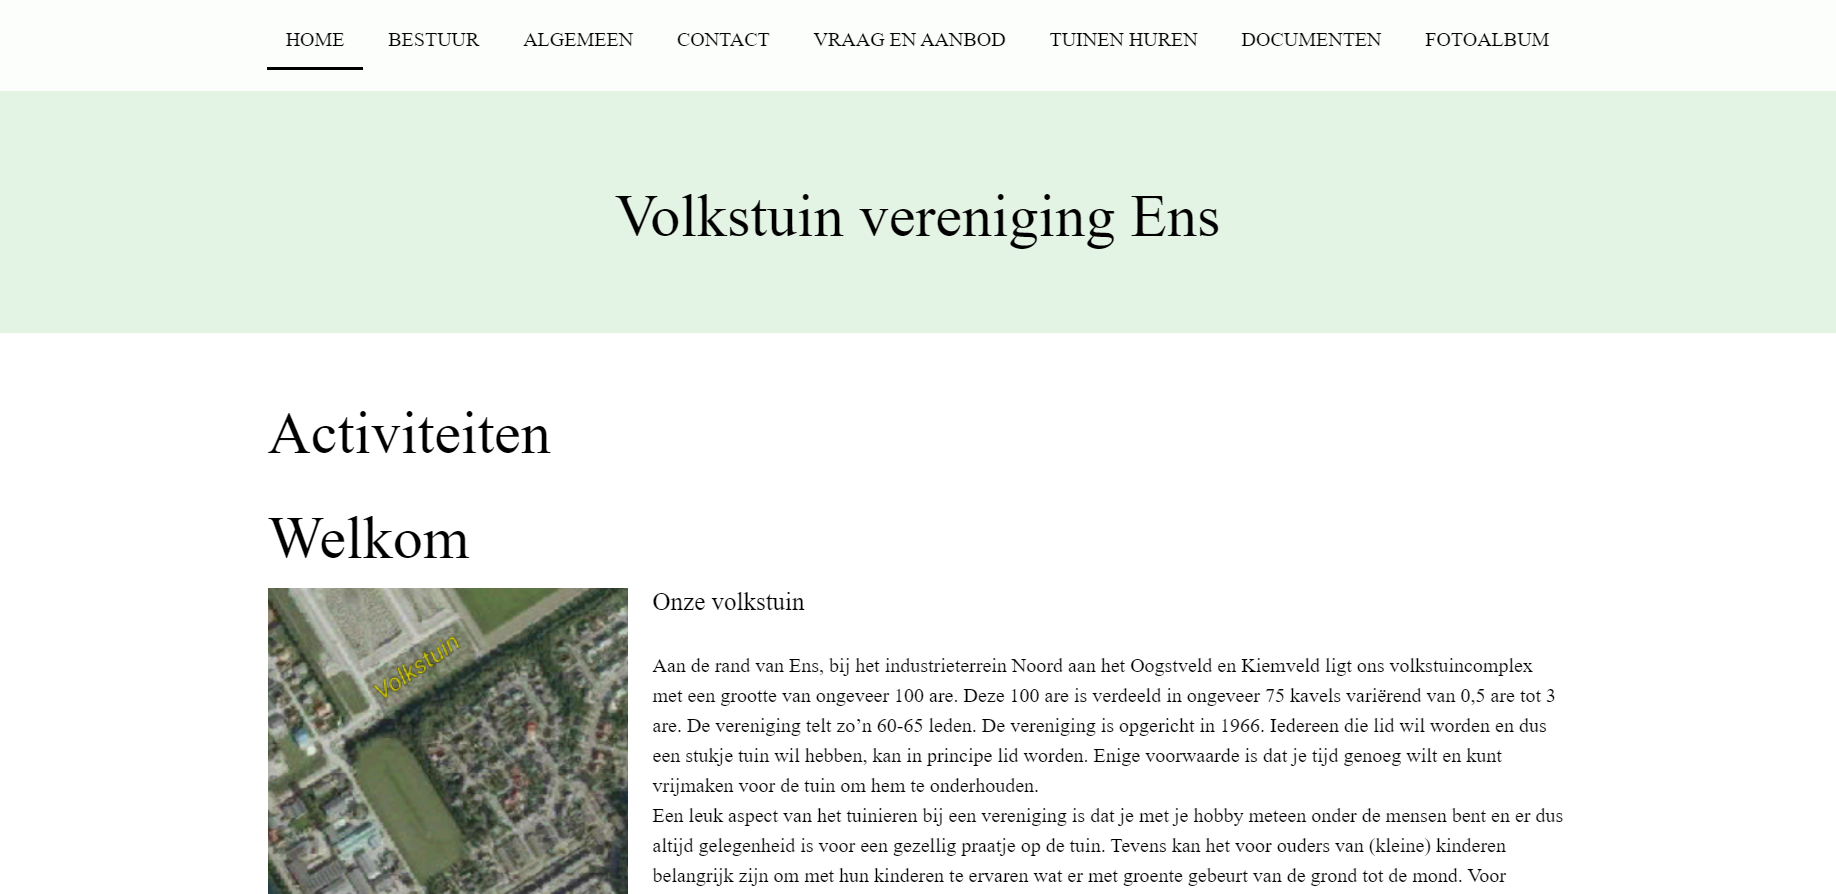 HOME BESTUUR ALGEMEEN CONTACT VRAAG EN AANBOD TUINEN HUREN DOCUMENTEN FOTOALBUM
Volkstuin vereniging Ens
Activiteiten
Welkom
Volkstuin
Onze volkstuin
Aan de rand van Ens, bij het industrieterrein Noord aan het Oogstveld en Kiemveld ligt ons volkstuincomplex
met een grootte van ongeveer 100 are. Deze 100 are is verdeeld in ongeveer 75 kavels variërend van 0,5 are tot 3
are. De vereniging telt zo’n 60-65 leden. De vereniging is opgericht in 1966. Iedereen die lid wil worden en dus
een stukje tuin wil hebben, kan in principe lid worden. Enige voorwaarde is dat je tijd genoeg wilt en kunt
vrijmaken voor de tuin om hem te onderhouden.
Een leuk aspect van het tuinieren bij een vereniging is dat je met je hobby meteen onder de mensen bent en er dus
altijd gelegenheid is voor een gezellig praatje op de tuin. Tevens kan het voor ouders van (kleine) kinderen
belangrijk zijn om met hun kinderen te ervaren wat er met groente gebeurt van de grond tot de mond. Voor